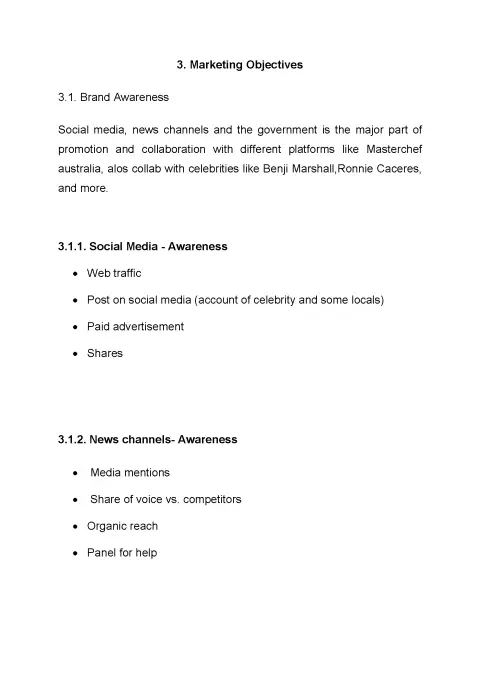 3. Marketing Objectives
3.1. Brand Awareness
Social media, news channels and the government is the major part of
promotion and collaboration with different platforms like Masterchef
australia, alos collab with celebrities like Benji Marshall,Ronnie Caceres,
and more.
3.1.1. Social Media - Awareness
• Web traffic
• Post on social media (account of celebrity and some locals)
• Paid advertisement
• Shares
3.1.2. News channels- Awareness
• Media mentions
• Share of voice vs. competitors
• Organic reach
• Panel for help